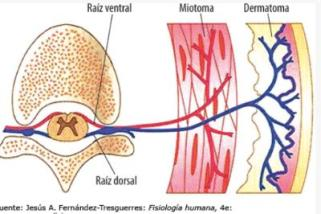 Raíz ventral
Miotoma
Dermatoma
Raíz dorsal
uente: Jesús A. Fernández-Tresguerres: Fisiología humana, 4e: